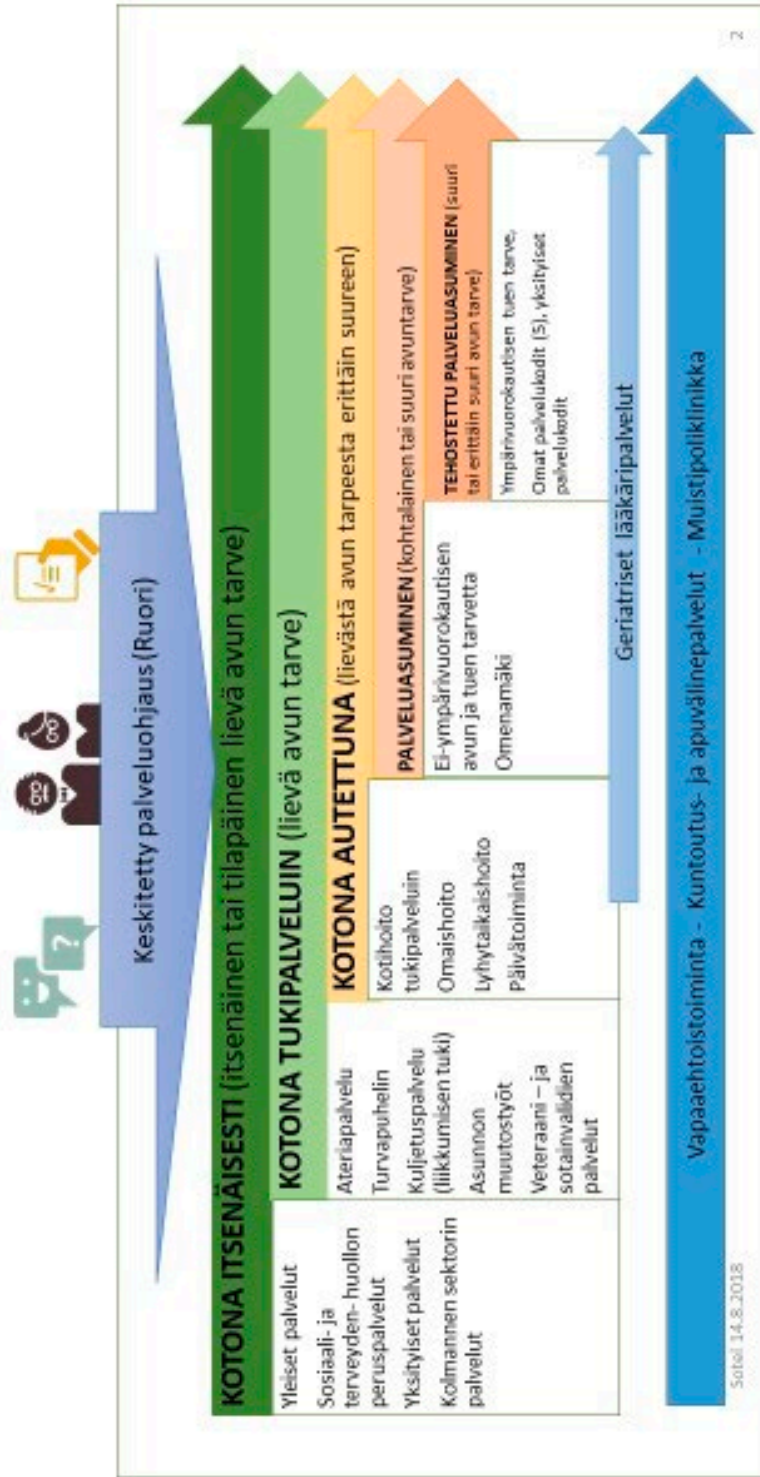 Keskitetty palveluohjaus (Ruori)
KOTONA ITSENÄISESTI (itsenäinen tai tilapäinen lievä avun tarve)
Yleiset palvelut
Sosiaali- ja
terveyden- huollon
peruspalvelut
Yksityiset palvelut
Kolmannen sektorin
palvelut
KOTONA TUKIPALVELUIN (lievä avun tarve)
Ateriapalvelu
Turvapuhelin
Kuljetuspalvelu
(liikkumisen tuki)
Asunnon
muutostyöt
Veteraani – ja
sotainvalidien
palvelut
KOTONA AUTETTUNA (lievästä avun tarpeesta erittäin suureen)
Kotihoito
tukipalveluin
Omaishoito
Lyhytaikaishoito
Päivätoiminta
PALVELUASUMINEN (kohtalainen tai suuri avuntarve)
Ei-ympärivuorokautisen
avun ja tuen tarvetta
Omenamäki
TEHOSTETTU PALVELUASUMINEN (suuri
tai erittäin suuri avun tarve)
Ympärivuorokautisen tuen tarve,
Omat palvelukodit (5), yksityiset
palvelukodit
Geriatriset lääkäripalvelut
Vapaaehtoistoiminta - Kuntoutus- ja apuvälinepalvelut - Muistipoliklinikka
Sotel 14.8.2018
2